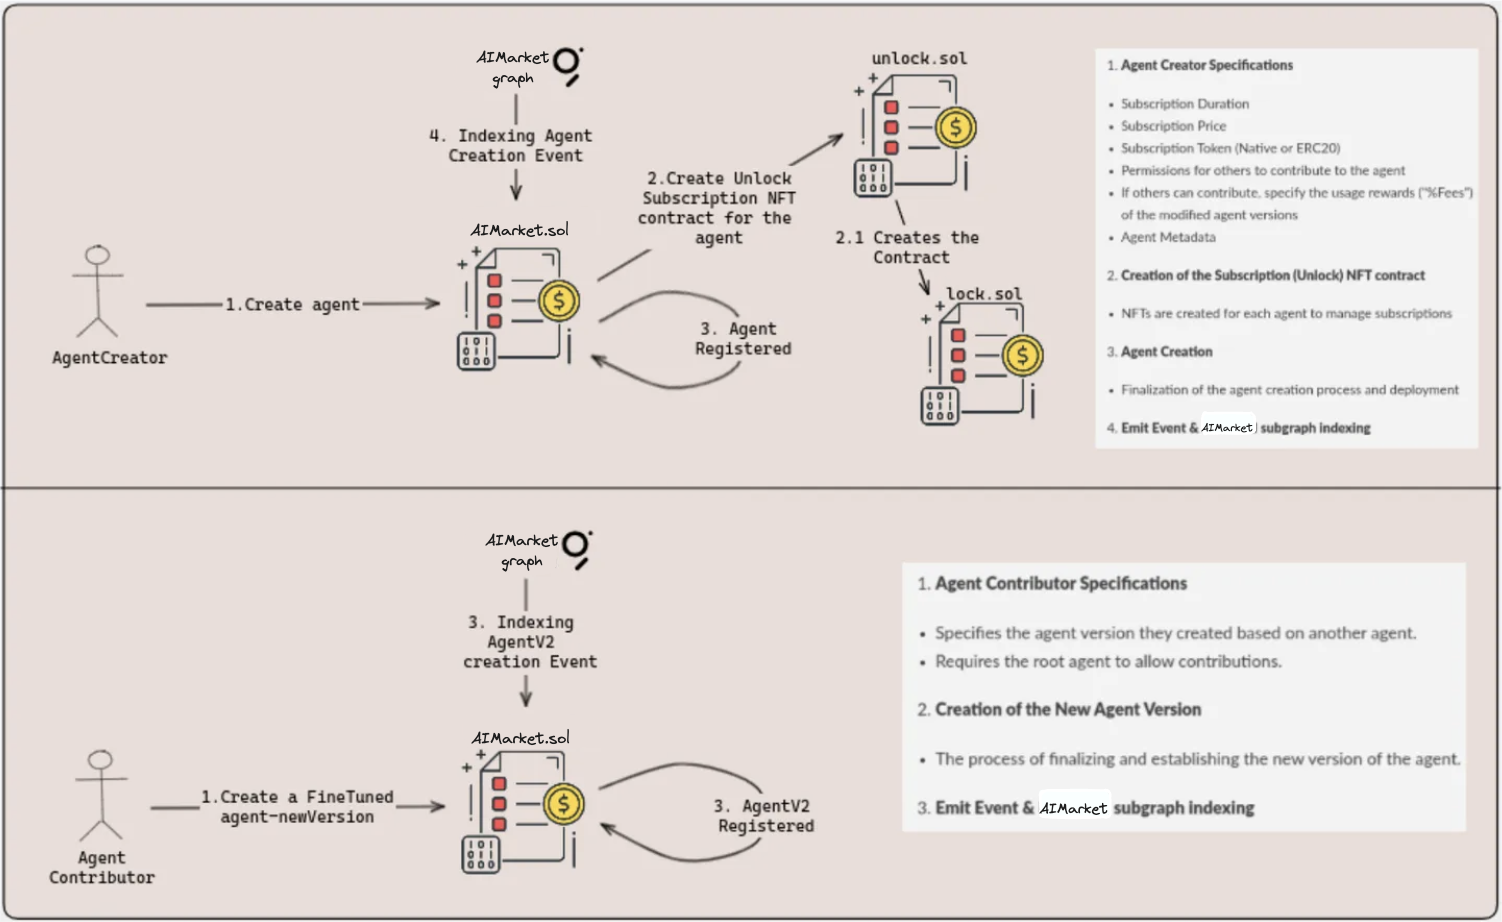 AIMarket
graph
4. Indexing Agent
Creation Event
AIMarket.sol
1.Create agent
AgentCreator
2.Create Unlock
Subscription NFT
contract for the
agent
3. Agent
Registered
unlock.sol
2.1 Creates the
Contract
lock.sol
1. Agent Creator Specifications
• Subscription Duration
• Subscription Price
• Subscription Token (Native or ERC20)
• Permissions for others to contribute to the agent
• If others can contribute, specify the usage rewards ("%Fees")
of the modified agent versions
• Agent Metadata
2. Creation of the Subscription (Unlock) NFT contract
• NFTs are created for each agent to manage subscriptions
3. Agent Creation
• Finalization of the agent creation process and deployment
4. Emit Event & AIMarket subgraph indexing
AIMarket
graph
3. Indexing
AgentV2
creation Event
AIMarket.sol
1.Create a FineTuned
agent-newVersion
Agent
Contributor
3. AgentV2
Registered
1. Agent Contributor Specifications
• Specifies the agent version they created based on another agent.
• Requires the root agent to allow contributions.
2. Creation of the New Agent Version
• The process of finalizing and establishing the new version of the agent.
3. Emit Event & AIMarket subgraph indexing